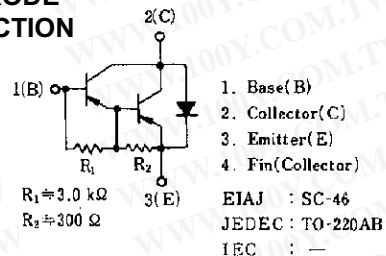 RODE
CTION
2(C)
1(B)
R₁
R₂
3(E)
R₁≒3.0 kΩ
R₂≒300 Ω
1. Base(B)
2. Collector(C)
3. Emitter(E)
4. Fin(Collector)
EIAJ : SC-46
JEDEC : TO-220AB
IEC : —